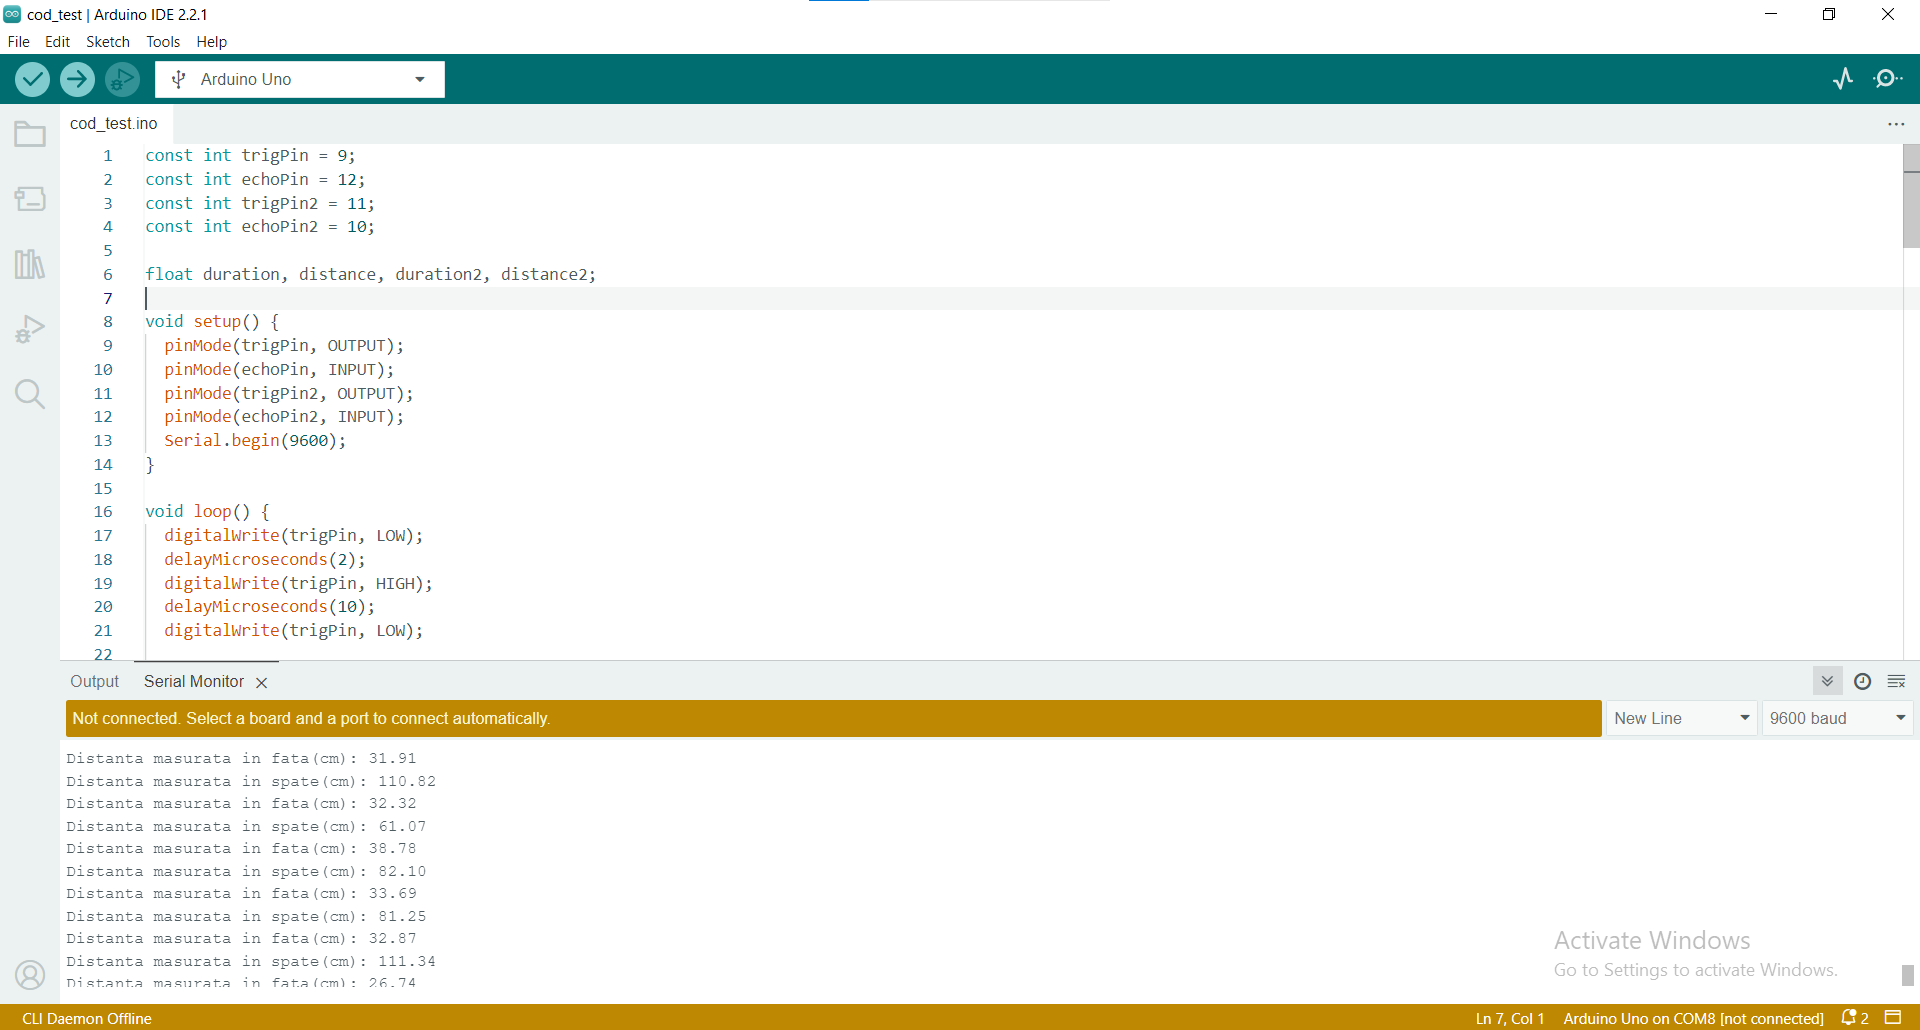 cod_test | Arduino IDE 2.2.1
File Edit Sketch Tools Help
Arduino Uno
cod_test.ino
1 const int trigPin = 9;
2 const int echoPin = 12;
3 const int trigPin2 = 11;
4 const int echoPin2 = 10;
5
6 float duration, distance, duration2, distance2;
7
8 void setup() {
9 pinMode(trigPin, OUTPUT);
10 pinMode(echoPin, INPUT);
11 pinMode(trigPin2, OUTPUT);
12 pinMode(echoPin2, INPUT);
13 Serial.begin(9600);
14 }
15
16 void loop() {
17 digitalWrite(trigPin, LOW);
18 delayMicroseconds(2);
19 digitalWrite(trigPin, HIGH);
20 delayMicroseconds(10);
21 digitalWrite(trigPin, LOW);
22
Output Serial Monitor
Not connected. Select a board and a port to connect automatically. New Line 9600 baud
Distanta masurata in fata(cm): 31.91
Distanta masurata in spate(cm): 110.82
Distanta masurata in fata(cm): 32.32
Distanta masurata in spate(cm): 61.07
Distanta masurata in fata(cm): 38.78
Distanta masurata in spate(cm): 82.10
Distanta masurata in fata(cm): 33.69
Distanta masurata in spate(cm): 81.25
Distanta masurata in fata(cm): 32.87
Distanta masurata in spate(cm): 111.34
Distanta masurata in fata(cm): 26.74
Activate Windows
Go to Settings to activate Windows.
CLI Daemon Offline Ln 7, Col 1 Arduino Uno on COM8 [not connected] 2